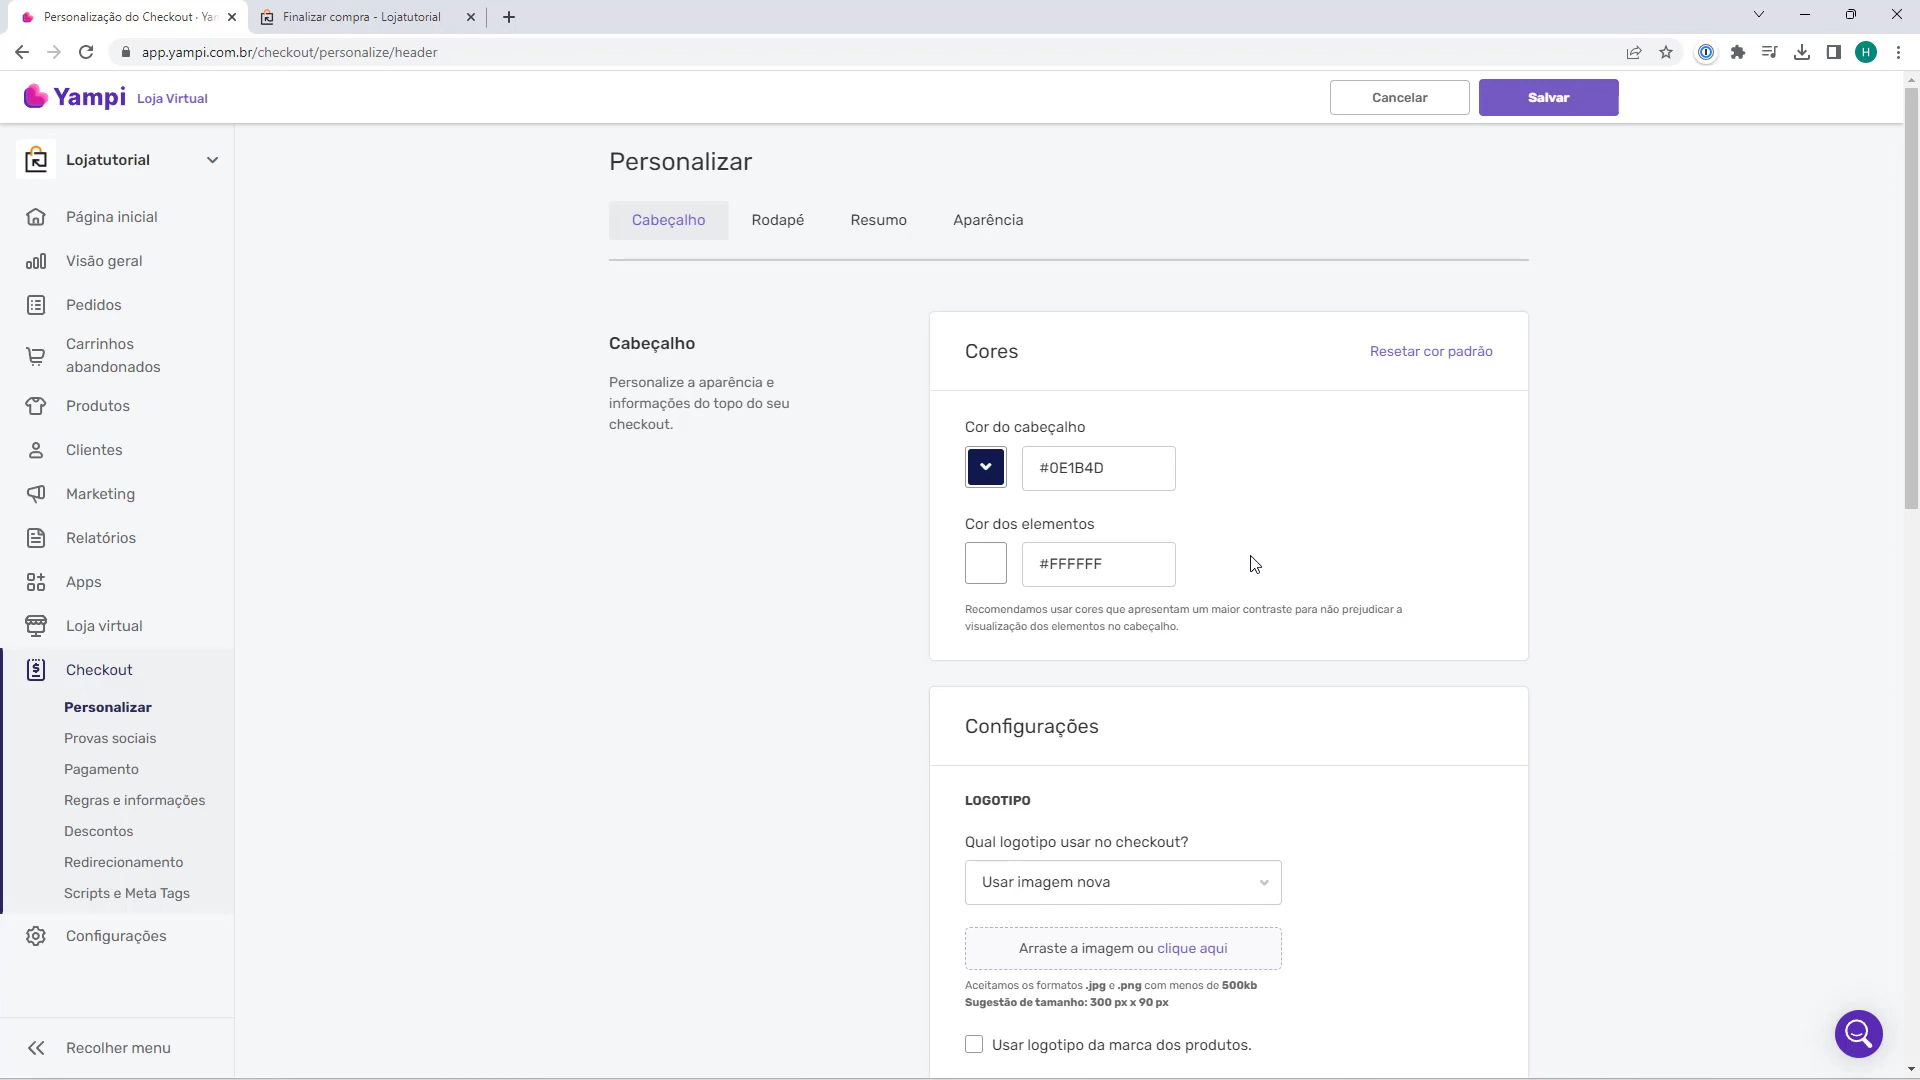 Personalização do Checkout · Yan
Finalizar compra - Lojatutorial
app.yampi.com.br/checkout/personalize/header
H
Yampi Loja Virtual
Cancelar
Salvar
Lojatutorial
Página inicial
Visão geral
Pedidos
Carrinhos
abandonados
Produtos
Clientes
Marketing
Relatórios
Apps
Loja virtual
Checkout
Personalizar
Provas sociais
Pagamento
Regras e informações
Descontos
Redirecionamento
Scripts e Meta Tags
Configurações
Recolher menu
Personalizar
Cabeçalho
Rodapé
Resumo
Aparência
Cabeçalho
Personalize a aparência e
informações do topo do seu
checkout.
Cores
Resetar cor padrão
Cor do cabeçalho
#0E1B4D
Cor dos elementos
#FFFFFF
Recomendamos usar cores que apresentam um maior contraste para não prejudicar a
visualização dos elementos no cabeçalho.
Configurações
LOGOTIPO
Qual logotipo usar no checkout?
Usar imagem nova
Arraste a imagem ou clique aqui
Aceitamos os formatos .jpg e .png com menos de 500kb
Sugestão de tamanho: 300 px x 90 px
Usar logotipo da marca dos produtos.